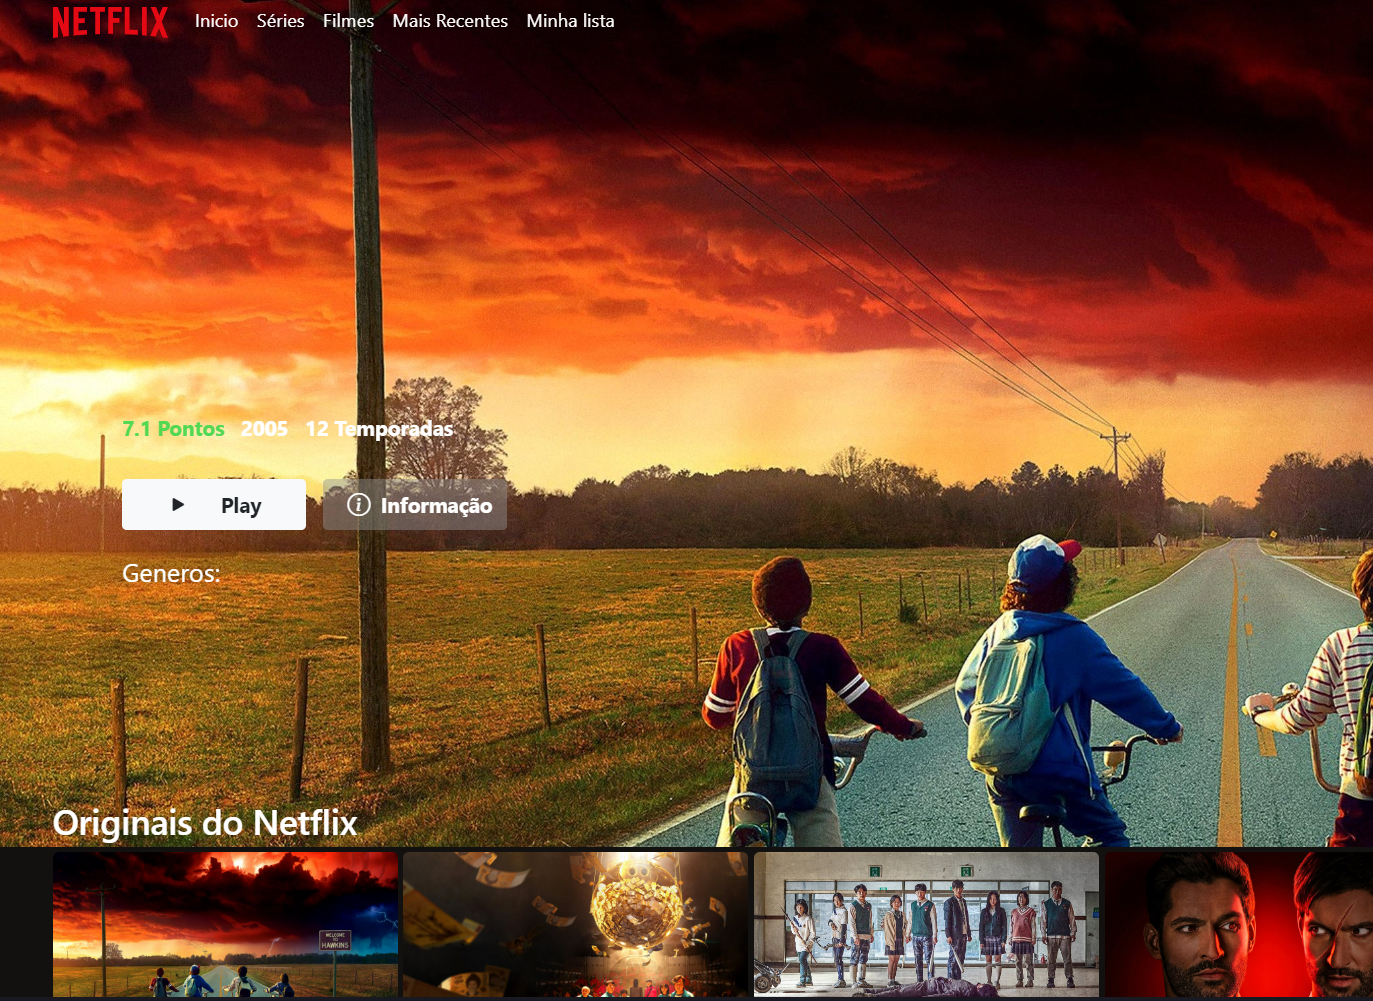 NETFLIX Inicio Séries Filmes Mais Recentes Minha lista
7.1 Pontos 2005 12 Temporadas
Play Informação
Generos:
Originais do Netflix
WELCOME
HAWKINS